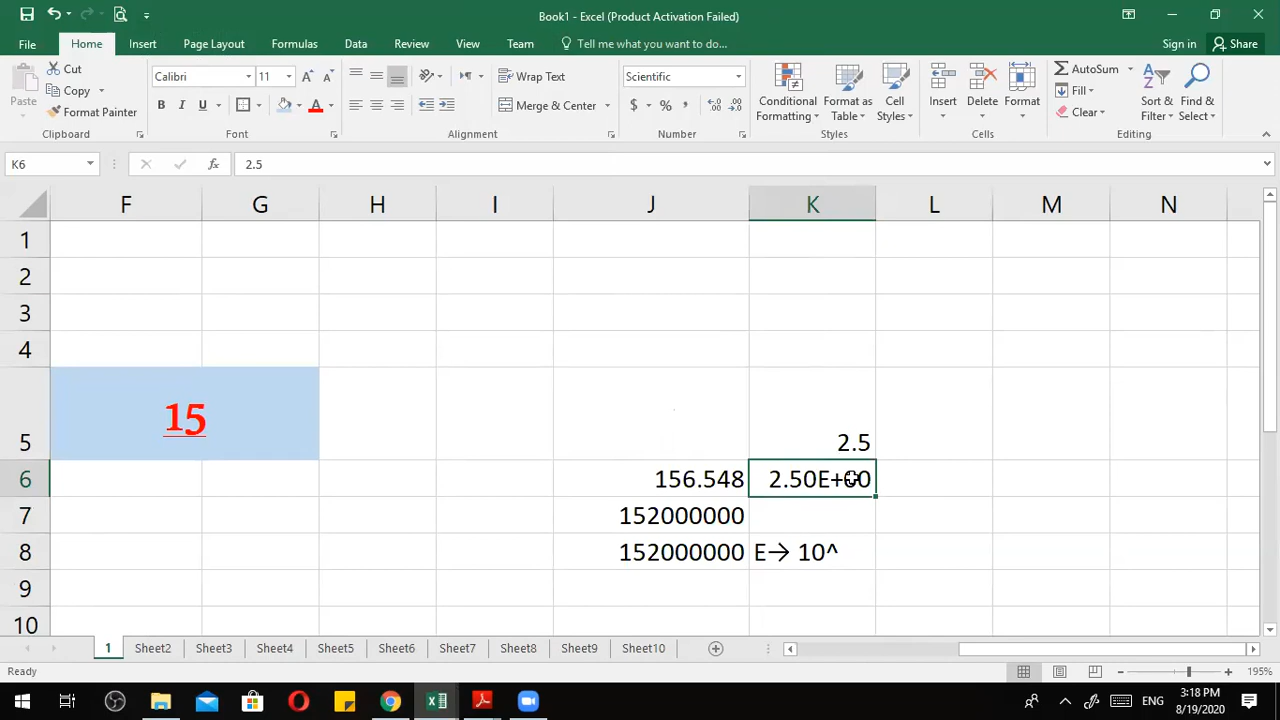 Book1 - Excel (Product Activation Failed)
File Home Insert Page Layout Formulas Data Review View Team Tell me what you want to do... Sign in Share
Paste Cut Copy Format Painter Clipboard
Calibri 11 B I U A Font
Wrap Text Merge & Center Alignment
Scientific $ % , Number
Conditional Formatting Format as Table Cell Styles Styles
Insert Delete Format Cells
AutoSum Fill Clear Sort & Filter Find & Select Editing
K6 fx 2.5
F G H I J K L M N
1
2
3
4
5 15 2.5
6 156.548 2.50E+00
7 152000000
8 152000000 E→ 10^
9
10
1 Sheet2 Sheet3 Sheet4 Sheet5 Sheet6 Sheet7 Sheet8 Sheet9 Sheet10
Ready 195%
ENG 3:18 PM
8/19/2020